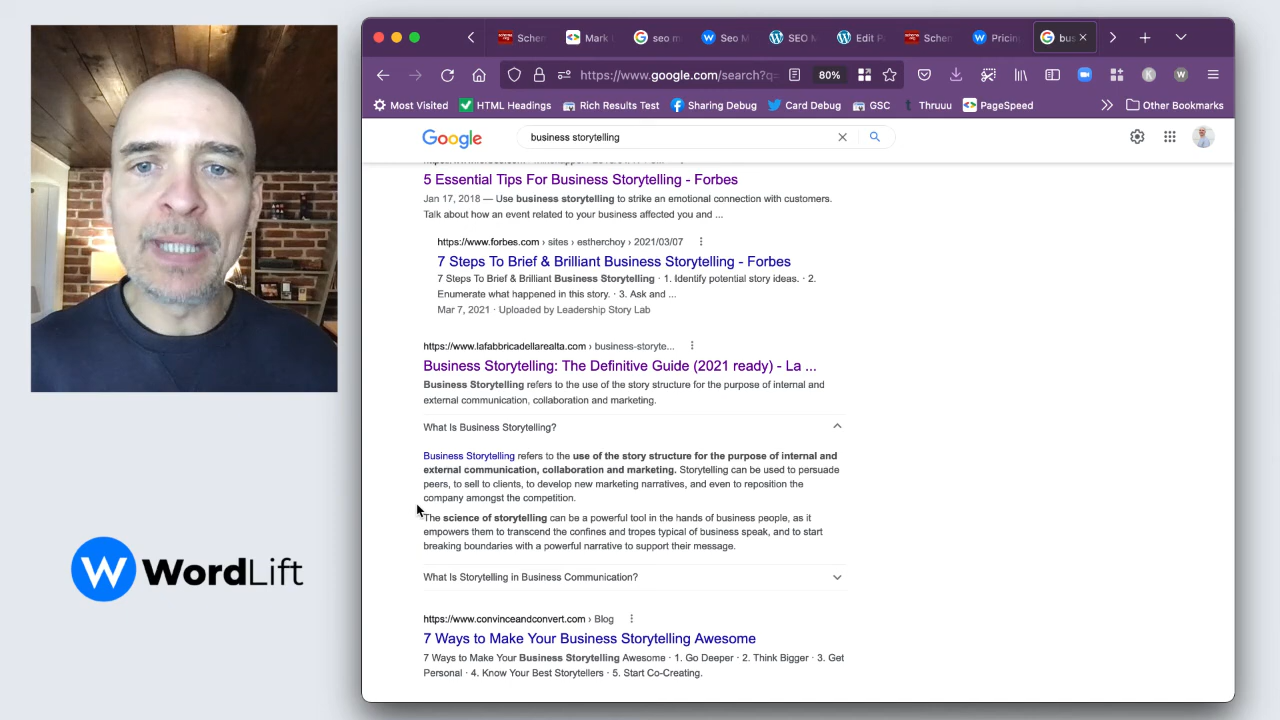 Schem
Mark
seo m
Seo M
SEO M
Edit P
Schem
Pricin
bus
https://www.google.com/search?q=
80%
Most Visited
HTML Headings
Rich Results Test
Sharing Debug
Card Debug
GSC
Thruuu
PageSpeed
Other Bookmarks
Google
business storytelling
5 Essential Tips For Business Storytelling - Forbes
Jan 17, 2018 — Use business storytelling to strike an emotional connection with customers.
Talk about how an event related to your business affected you and ...
https://www.forbes.com › sites › estherchoy › 2021/03/07
7 Steps To Brief & Brilliant Business Storytelling - Forbes
7 Steps To Brief & Brilliant Business Storytelling · 1. Identify potential story ideas. · 2.
Enumerate what happened in this story. · 3. Ask and ...
Mar 7, 2021 · Uploaded by Leadership Story Lab
https://www.lafabbricadellarealta.com › business-storyte...
Business Storytelling: The Definitive Guide (2021 ready) - La ...
Business Storytelling refers to the use of the story structure for the purpose of internal and
external communication, collaboration and marketing.
What Is Business Storytelling?
Business Storytelling refers to the use of the story structure for the purpose of internal and
external communication, collaboration and marketing. Storytelling can be used to persuade
peers, to sell to clients, to develop new marketing narratives, and even to reposition the
company amongst the competition.
The science of storytelling can be a powerful tool in the hands of business people, as it
empowers them to transcend the confines and tropes typical of business speak, and to start
breaking boundaries with a powerful narrative to support their message.
What Is Storytelling in Business Communication?
https://www.convinceandconvert.com › Blog
7 Ways to Make Your Business Storytelling Awesome
7 Ways to Make Your Business Storytelling Awesome · 1. Go Deeper · 2. Think Bigger · 3. Get
Personal · 4. Know Your Best Storytellers · 5. Start Co-Creating.
W WordLift